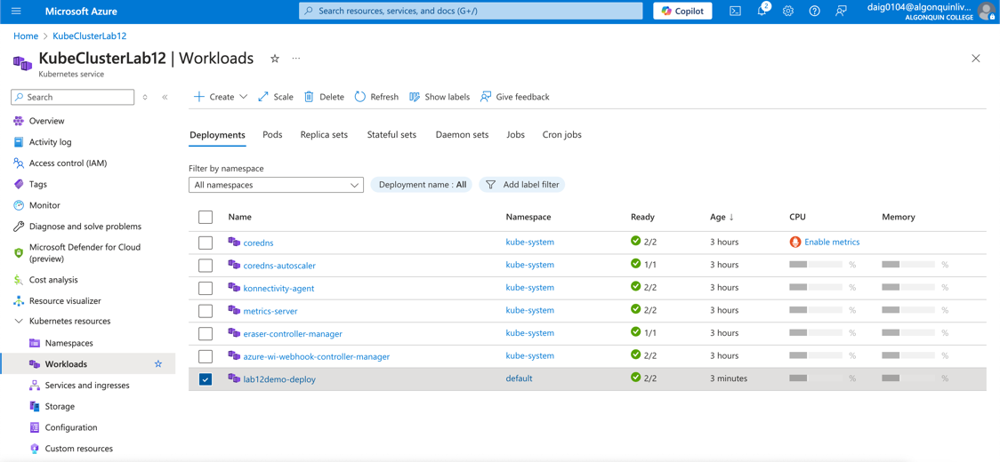 Microsoft Azure
Search resources, services, and docs (G+/)
Copilot
2
daig0104@algonquinliv...
ALGONQUIN COLLEGE
Home > KubeClusterLab12
KubeClusterLab12 | Workloads
Kubernetes service
Search
Create
Scale
Delete
Refresh
Show labels
Give feedback
Overview
Activity log
Access control (IAM)
Tags
Monitor
Diagnose and solve problems
Microsoft Defender for Cloud
(preview)
Cost analysis
Resource visualizer
Kubernetes resources
Namespaces
Workloads
Services and ingresses
Storage
Configuration
Custom resources
Deployments Pods Replica sets Stateful sets Daemon sets Jobs Cron jobs
Filter by namespace
All namespaces
Deployment name : All
Add label filter
Name Namespace Ready Age ↓ CPU Memory
coredns kube-system 2/2 3 hours Enable metrics
coredns-autoscaler kube-system 1/1 3 hours % %
konnectivity-agent kube-system 2/2 3 hours % %
metrics-server kube-system 2/2 3 hours % %
eraser-controller-manager kube-system 1/1 3 hours % %
azure-wi-webhook-controller-manager kube-system 2/2 3 hours % %
lab12demo-deploy default 2/2 3 minutes % %